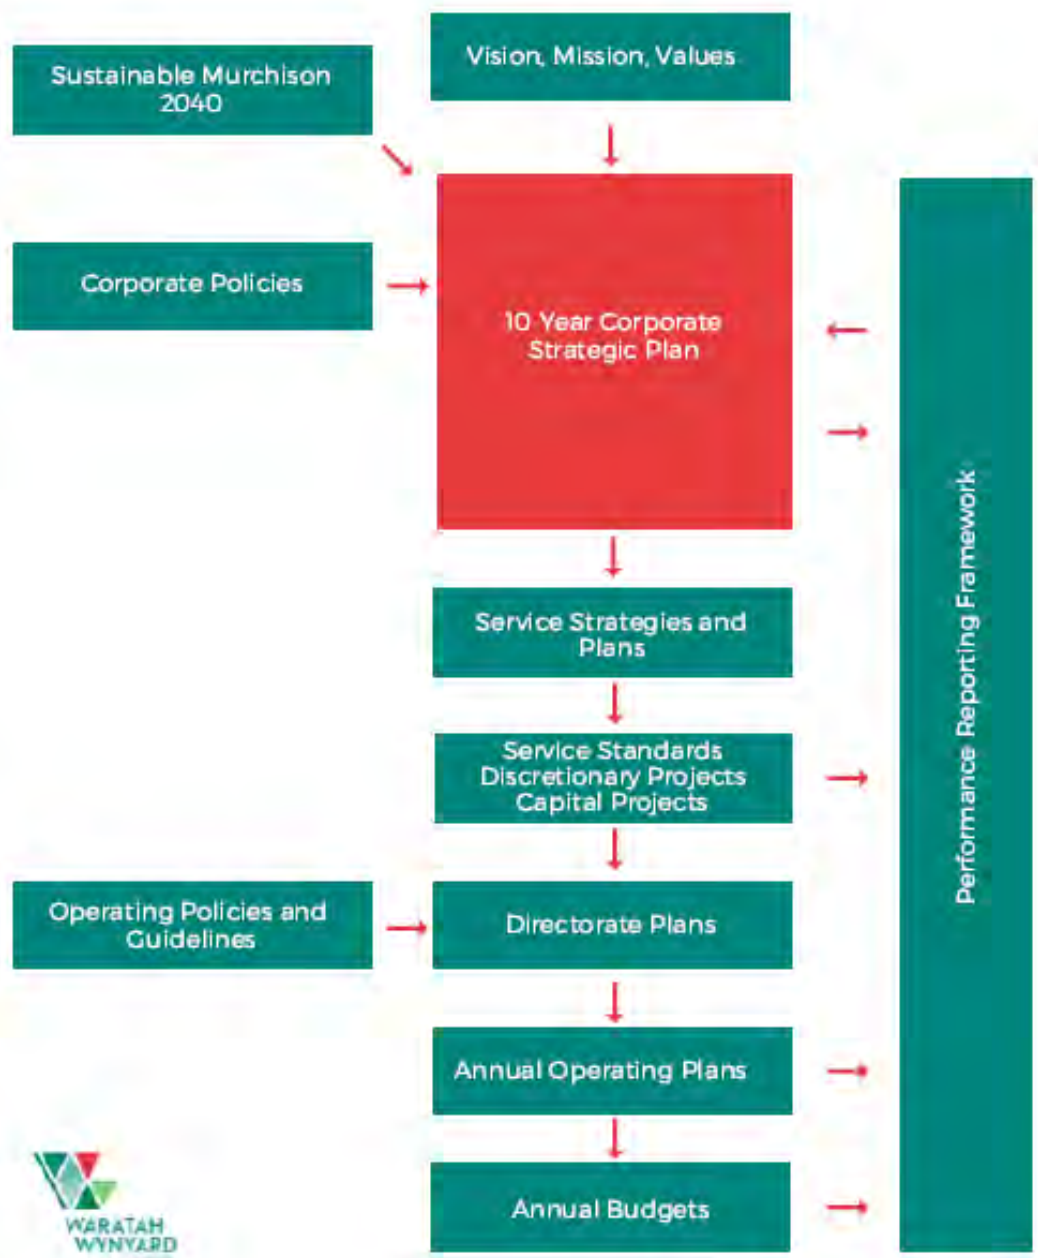 Vision, Mission, Values
Sustainable Murchison
2040
Corporate Policies
10 Year Corporate
Strategic Plan
Performance Reporting Framework
Service Strategies and
Plans
Service Standards
Discretionary Projects
Capital Projects
Operating Policies and
Guidelines
Directorate Plans
Annual Operating Plans
Annual Budgets
WARATAH
WYNYARD